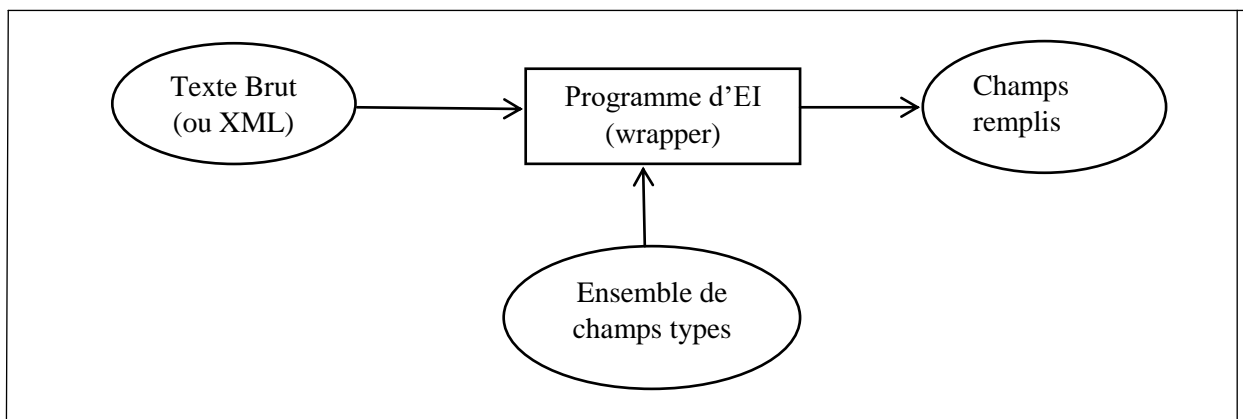 Texte Brut
(ou XML)
Programme d’EI
(wrapper)
Champs
remplis
Ensemble de
champs types